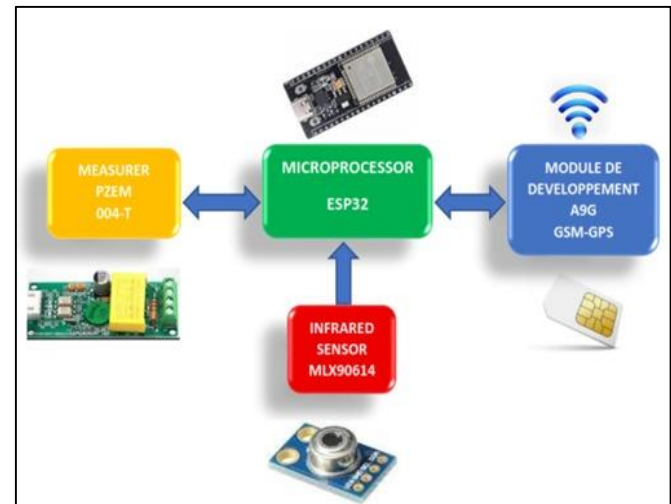 MEASURER
PZEM
004-T
MICROPROCESSOR
ESP32
MODULE DE
DEVELOPPEMENT
A9G
GSM-GPS
INFRARED
SENSOR
MLX90614